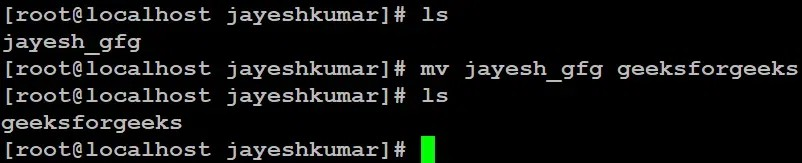 [root@localhost jayeshkumar]# ls
jayesh_gfg
[root@localhost jayeshkumar]# mv jayesh_gfg geeksforgeeks
[root@localhost jayeshkumar]# ls
geeksforgeeks
[root@localhost jayeshkumar]#